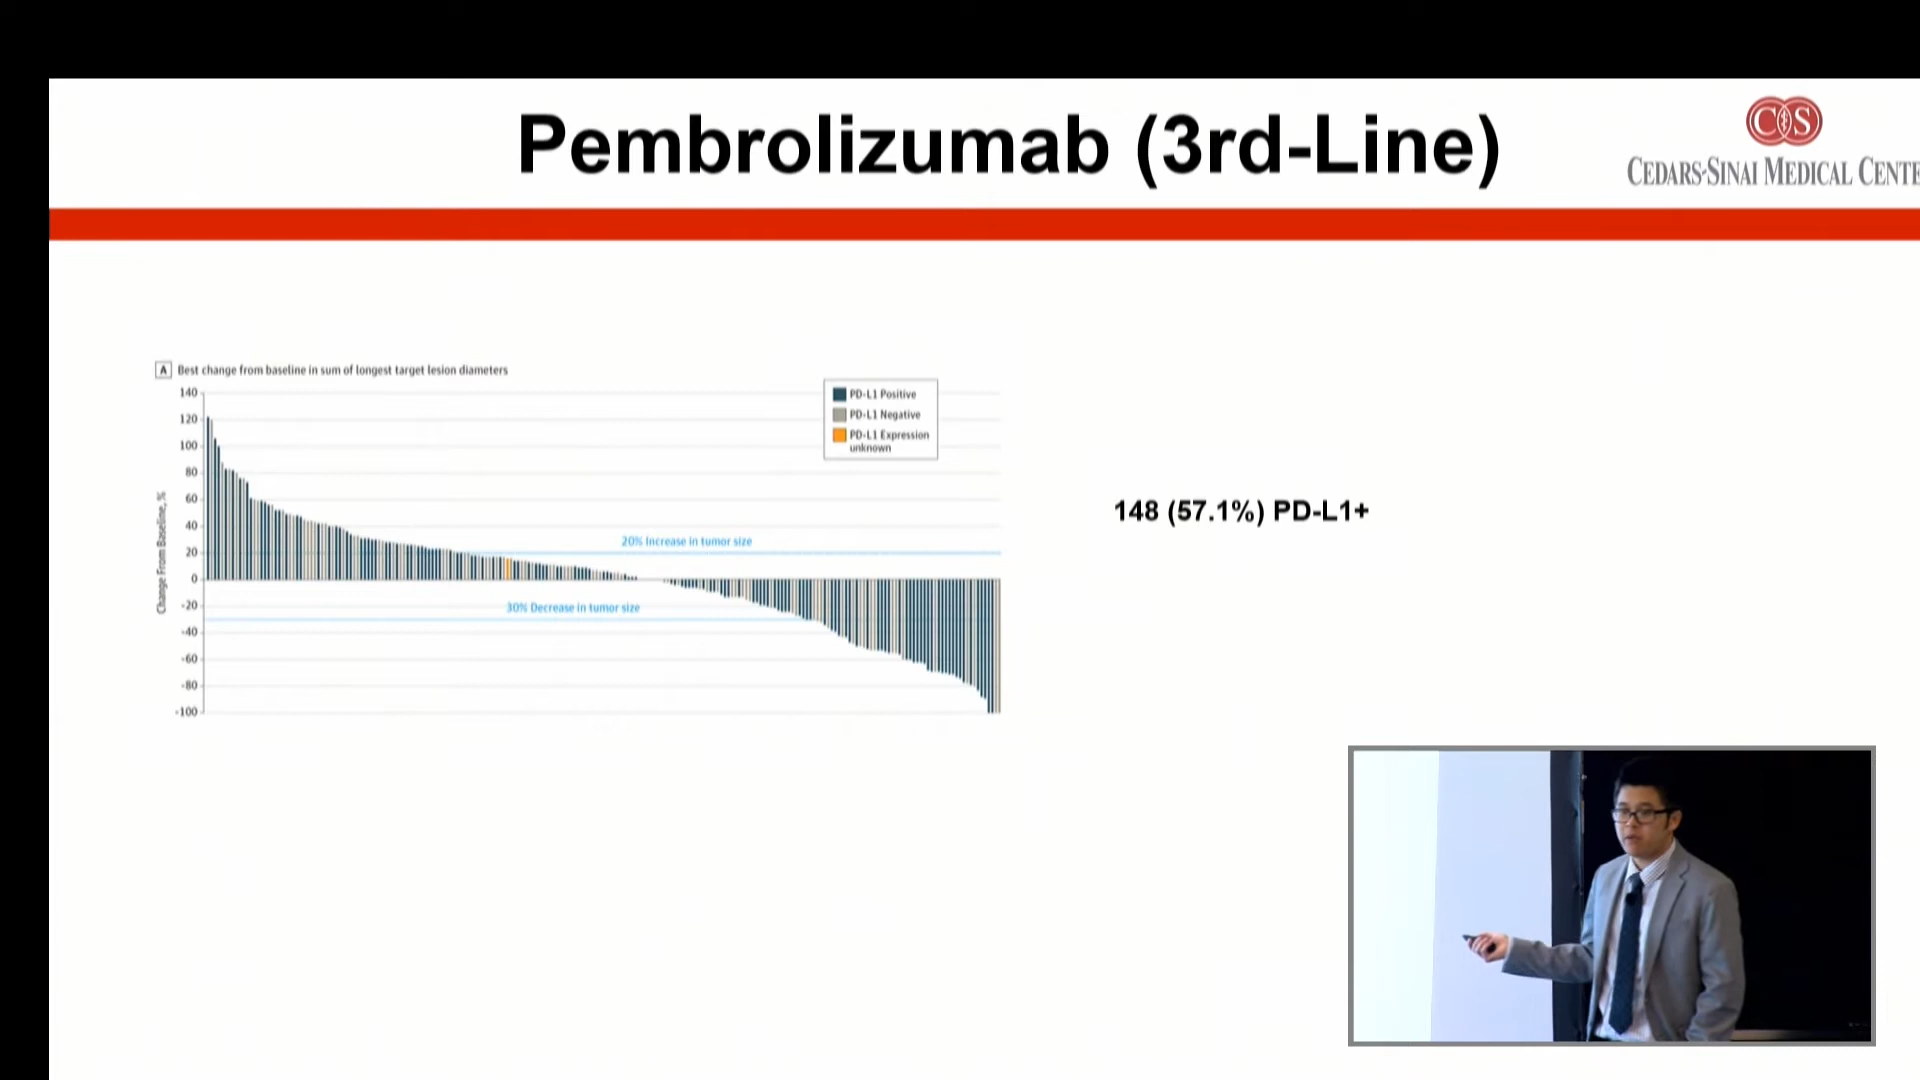 Pembrolizumab (3rd-Line)
CS
CEDARS-SINAI MEDICAL CENTE
A Best change from baseline in sum of longest target lesion diameters
PD-L1 Positive
PD-L1 Negative
PD-L1 Expression
unknown
Change From Baseline, %
140
120
100
80
60
40
20
0
-20
-40
-60
-80
-100
20% Increase in tumor size
30% Decrease in tumor size
148 (57.1%) PD-L1+